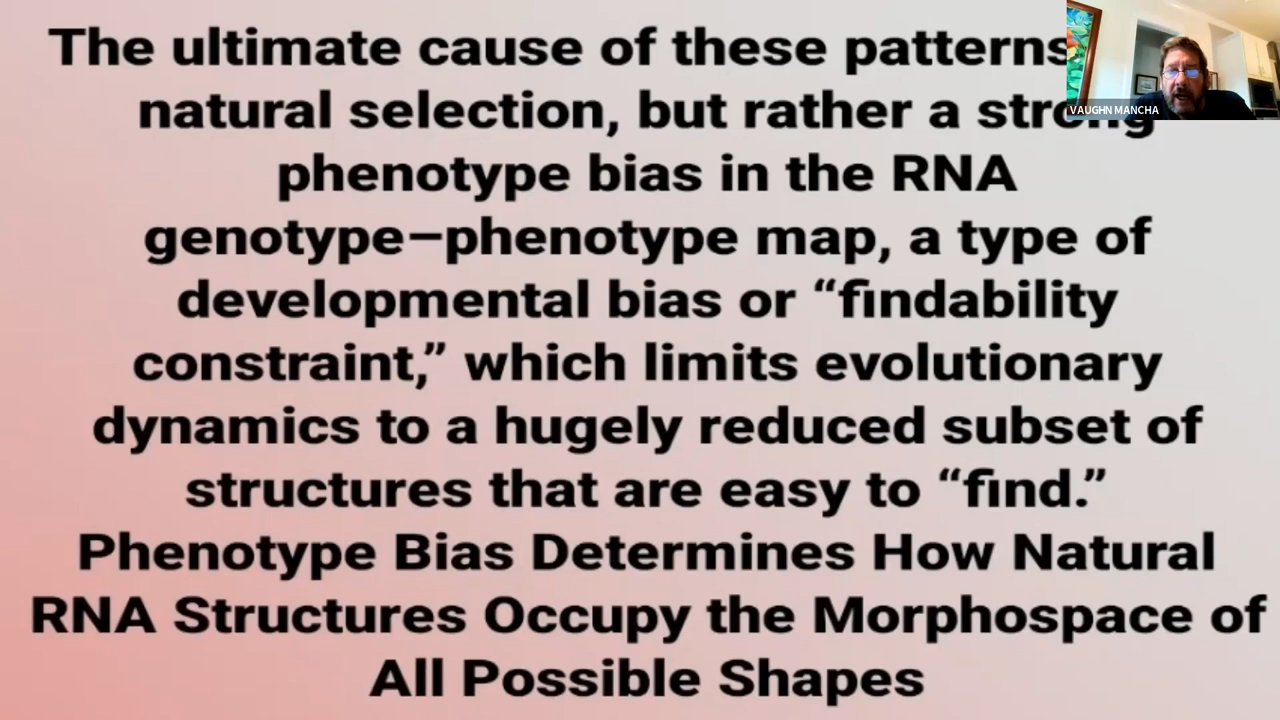 The ultimate cause of these patterns
natural selection, but rather a strong
phenotype bias in the RNA
genotype–phenotype map, a type of
developmental bias or “findability
constraint,” which limits evolutionary
dynamics to a hugely reduced subset of
structures that are easy to “find.”
Phenotype Bias Determines How Natural
RNA Structures Occupy the Morphospace of
All Possible Shapes
VAUGHN MANCHA